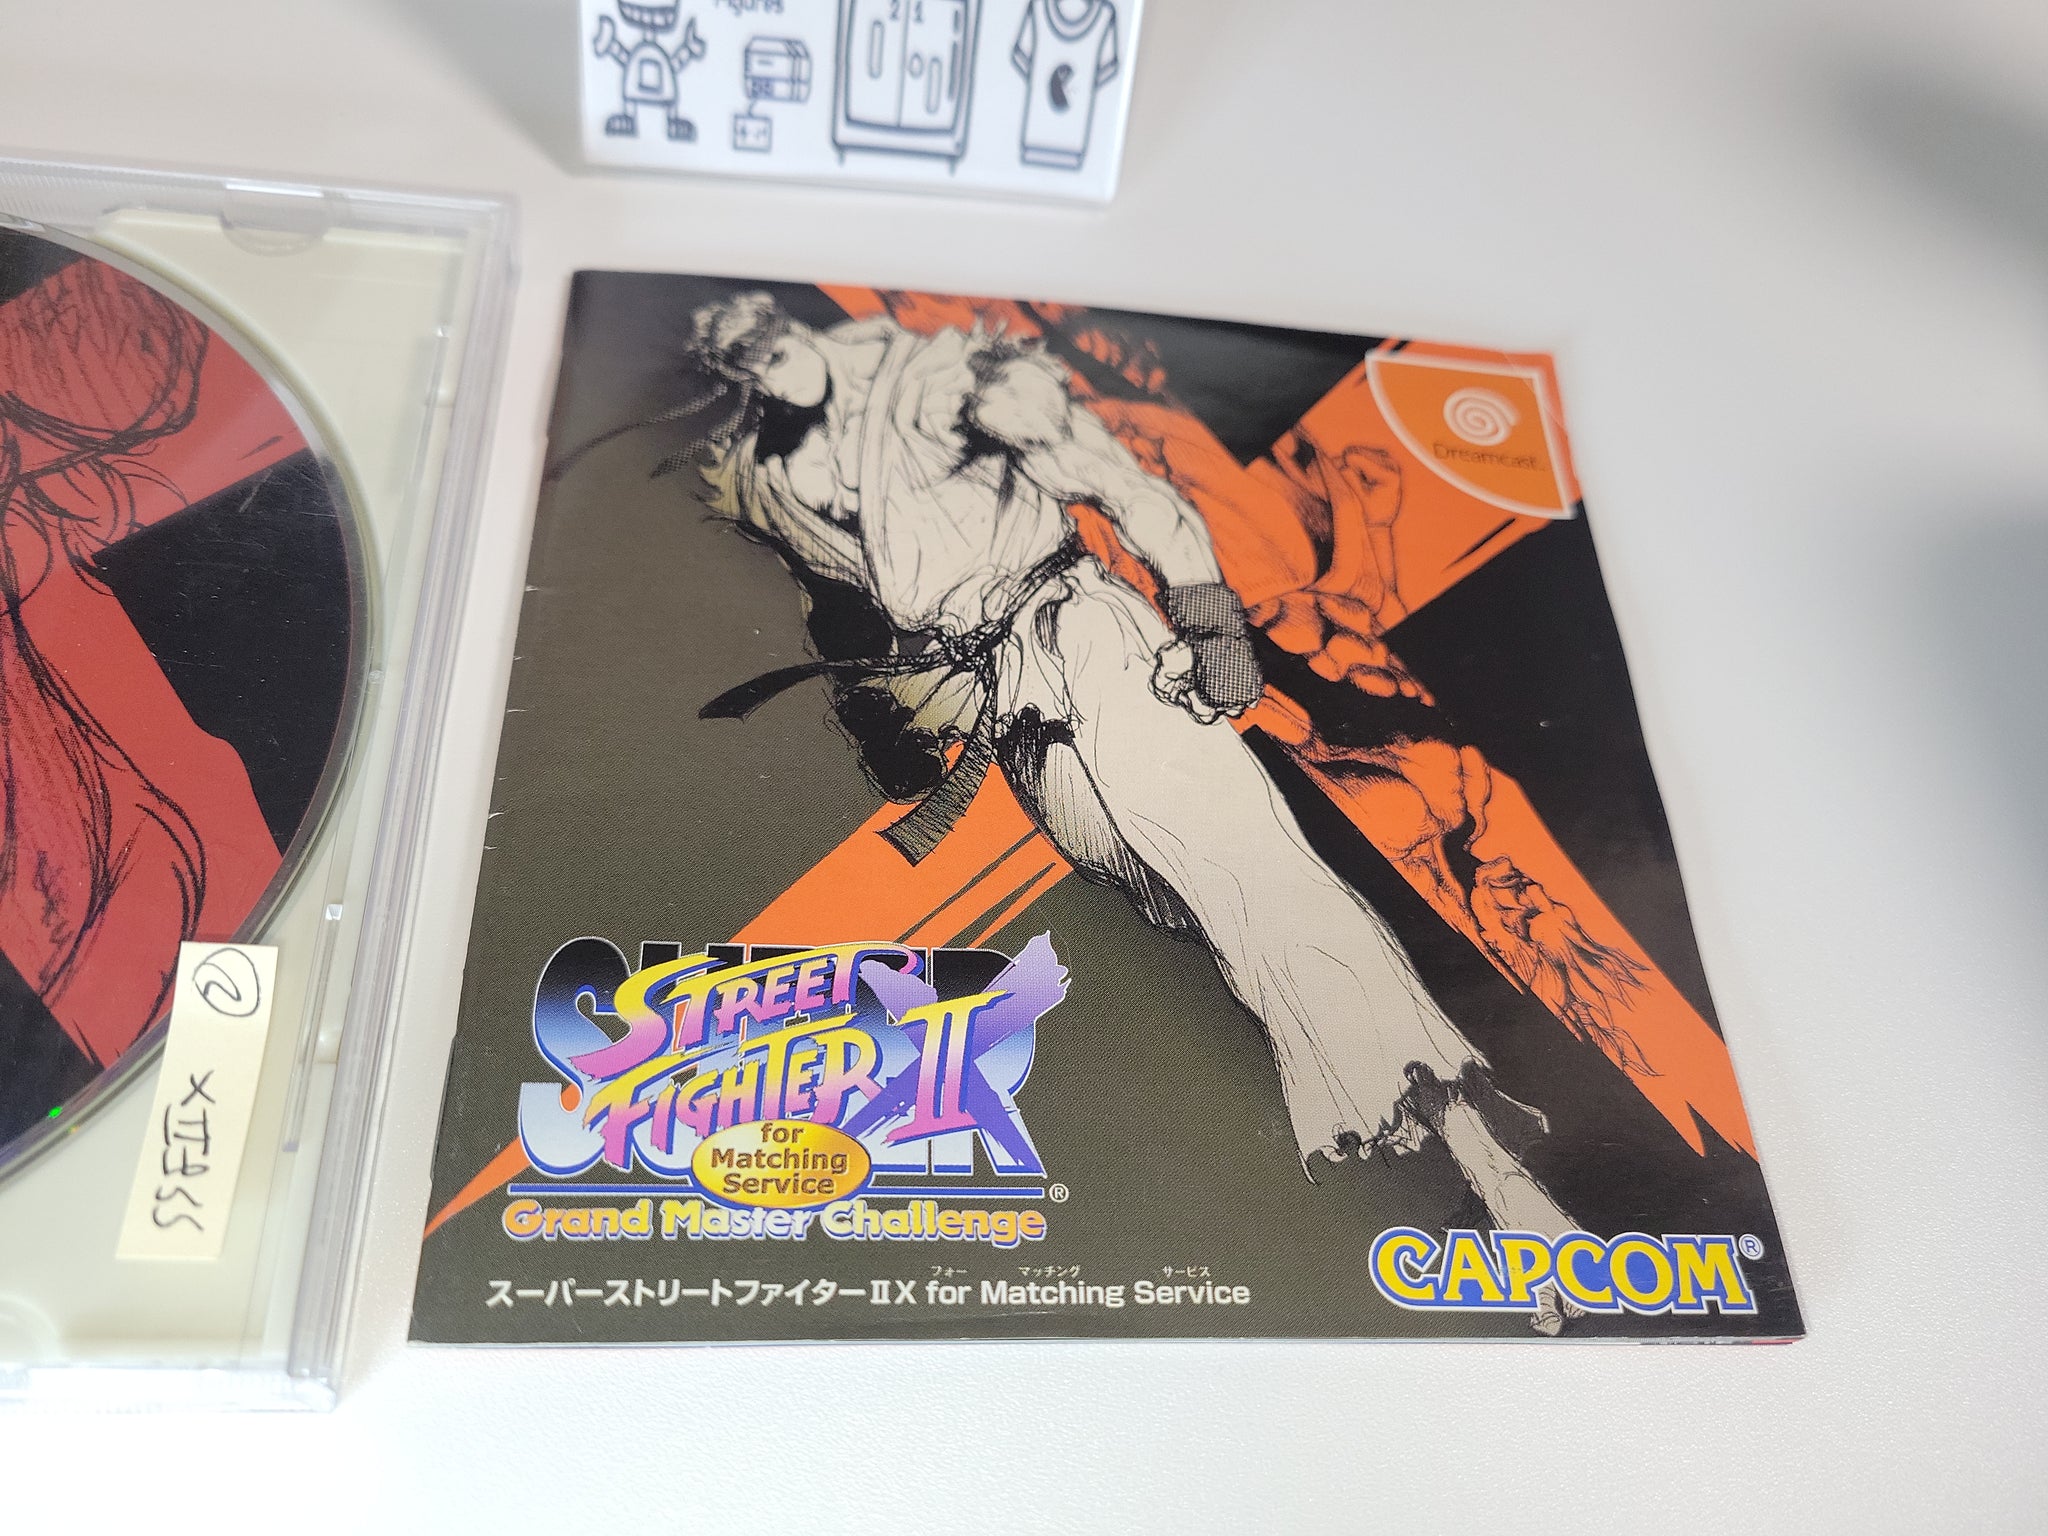 Figures
2 1
Dreamcast
②
SSFⅡX
SUPER
STREET
FIGHTER II X
for
Matching
Service
®
Grand Master Challenge
フォー マッチング サービス
スーパーストリートファイターⅡX for Matching Service
CAPCOM®